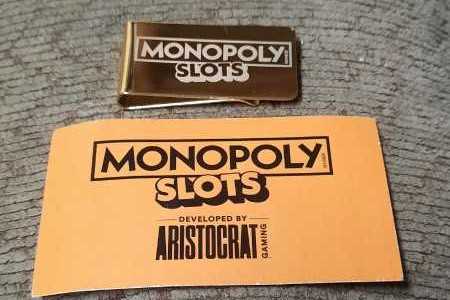 MONOPOLY
SLOTS
MONOPOLY
SLOTS
DEVELOPED BY
ARISTOCRAT
GAMING